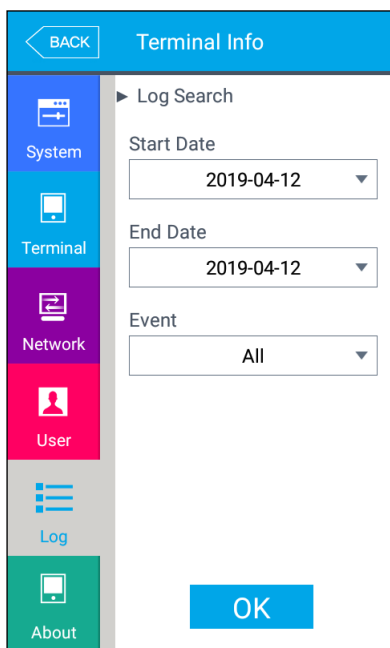 BACK
Terminal Info
System
Terminal
Network
User
Log
About
► Log Search
Start Date
2019-04-12
End Date
2019-04-12
Event
All
OK